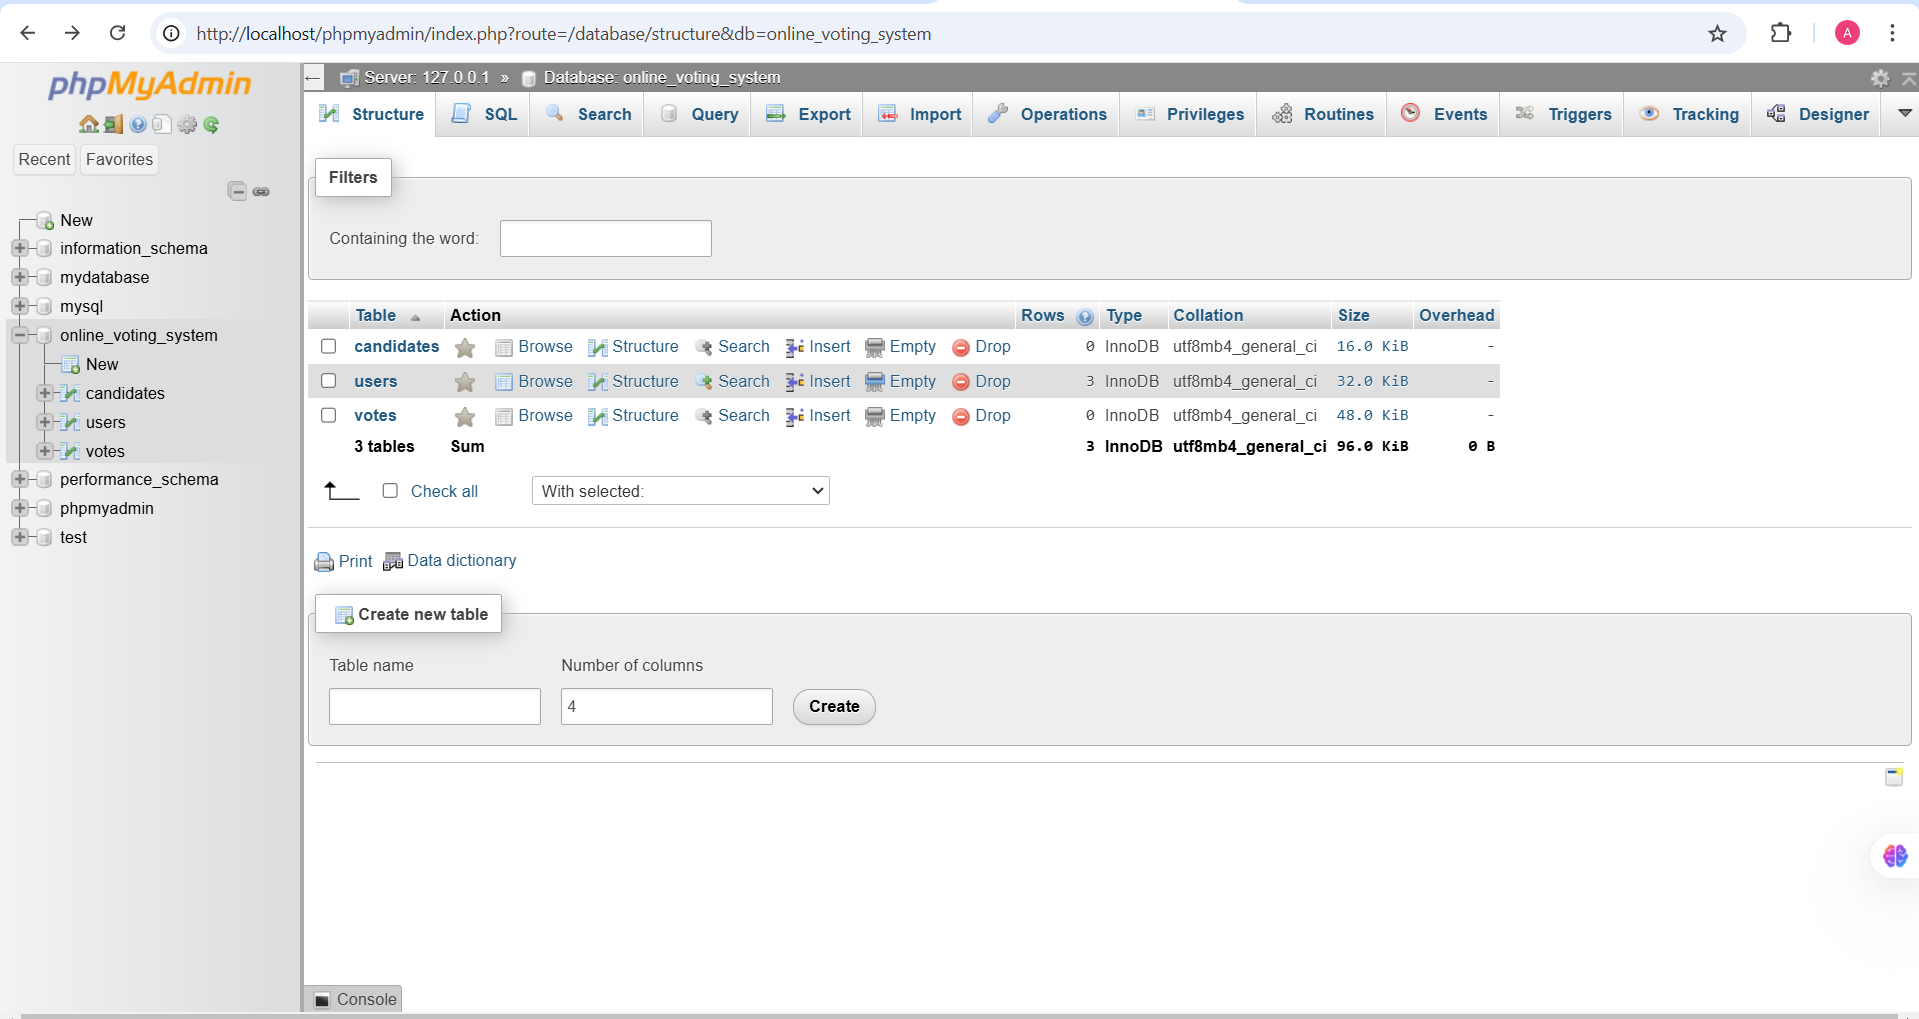 http://localhost/phpmyadmin/index.php?route=/database/structure&db=online_voting_system
A
phpMyAdmin
Recent Favorites
New
information_schema
mydatabase
mysql
online_voting_system
New
candidates
users
votes
performance_schema
phpmyadmin
test
Server: 127.0.0.1 » Database: online_voting_system
Structure SQL Search Query Export Import Operations Privileges Routines Events Triggers Tracking Designer
Filters
Containing the word:
Table Action Rows Type Collation Size Overhead
candidates Browse Structure Search Insert Empty Drop 0 InnoDB utf8mb4_general_ci 16.0 KiB -
users Browse Structure Search Insert Empty Drop 3 InnoDB utf8mb4_general_ci 32.0 KiB -
votes Browse Structure Search Insert Empty Drop 0 InnoDB utf8mb4_general_ci 48.0 KiB -
3 tables Sum 3 InnoDB utf8mb4_general_ci 96.0 KiB 0 B
Check all With selected:
Print Data dictionary
Create new table
Table name Number of columns
4 Create
Console